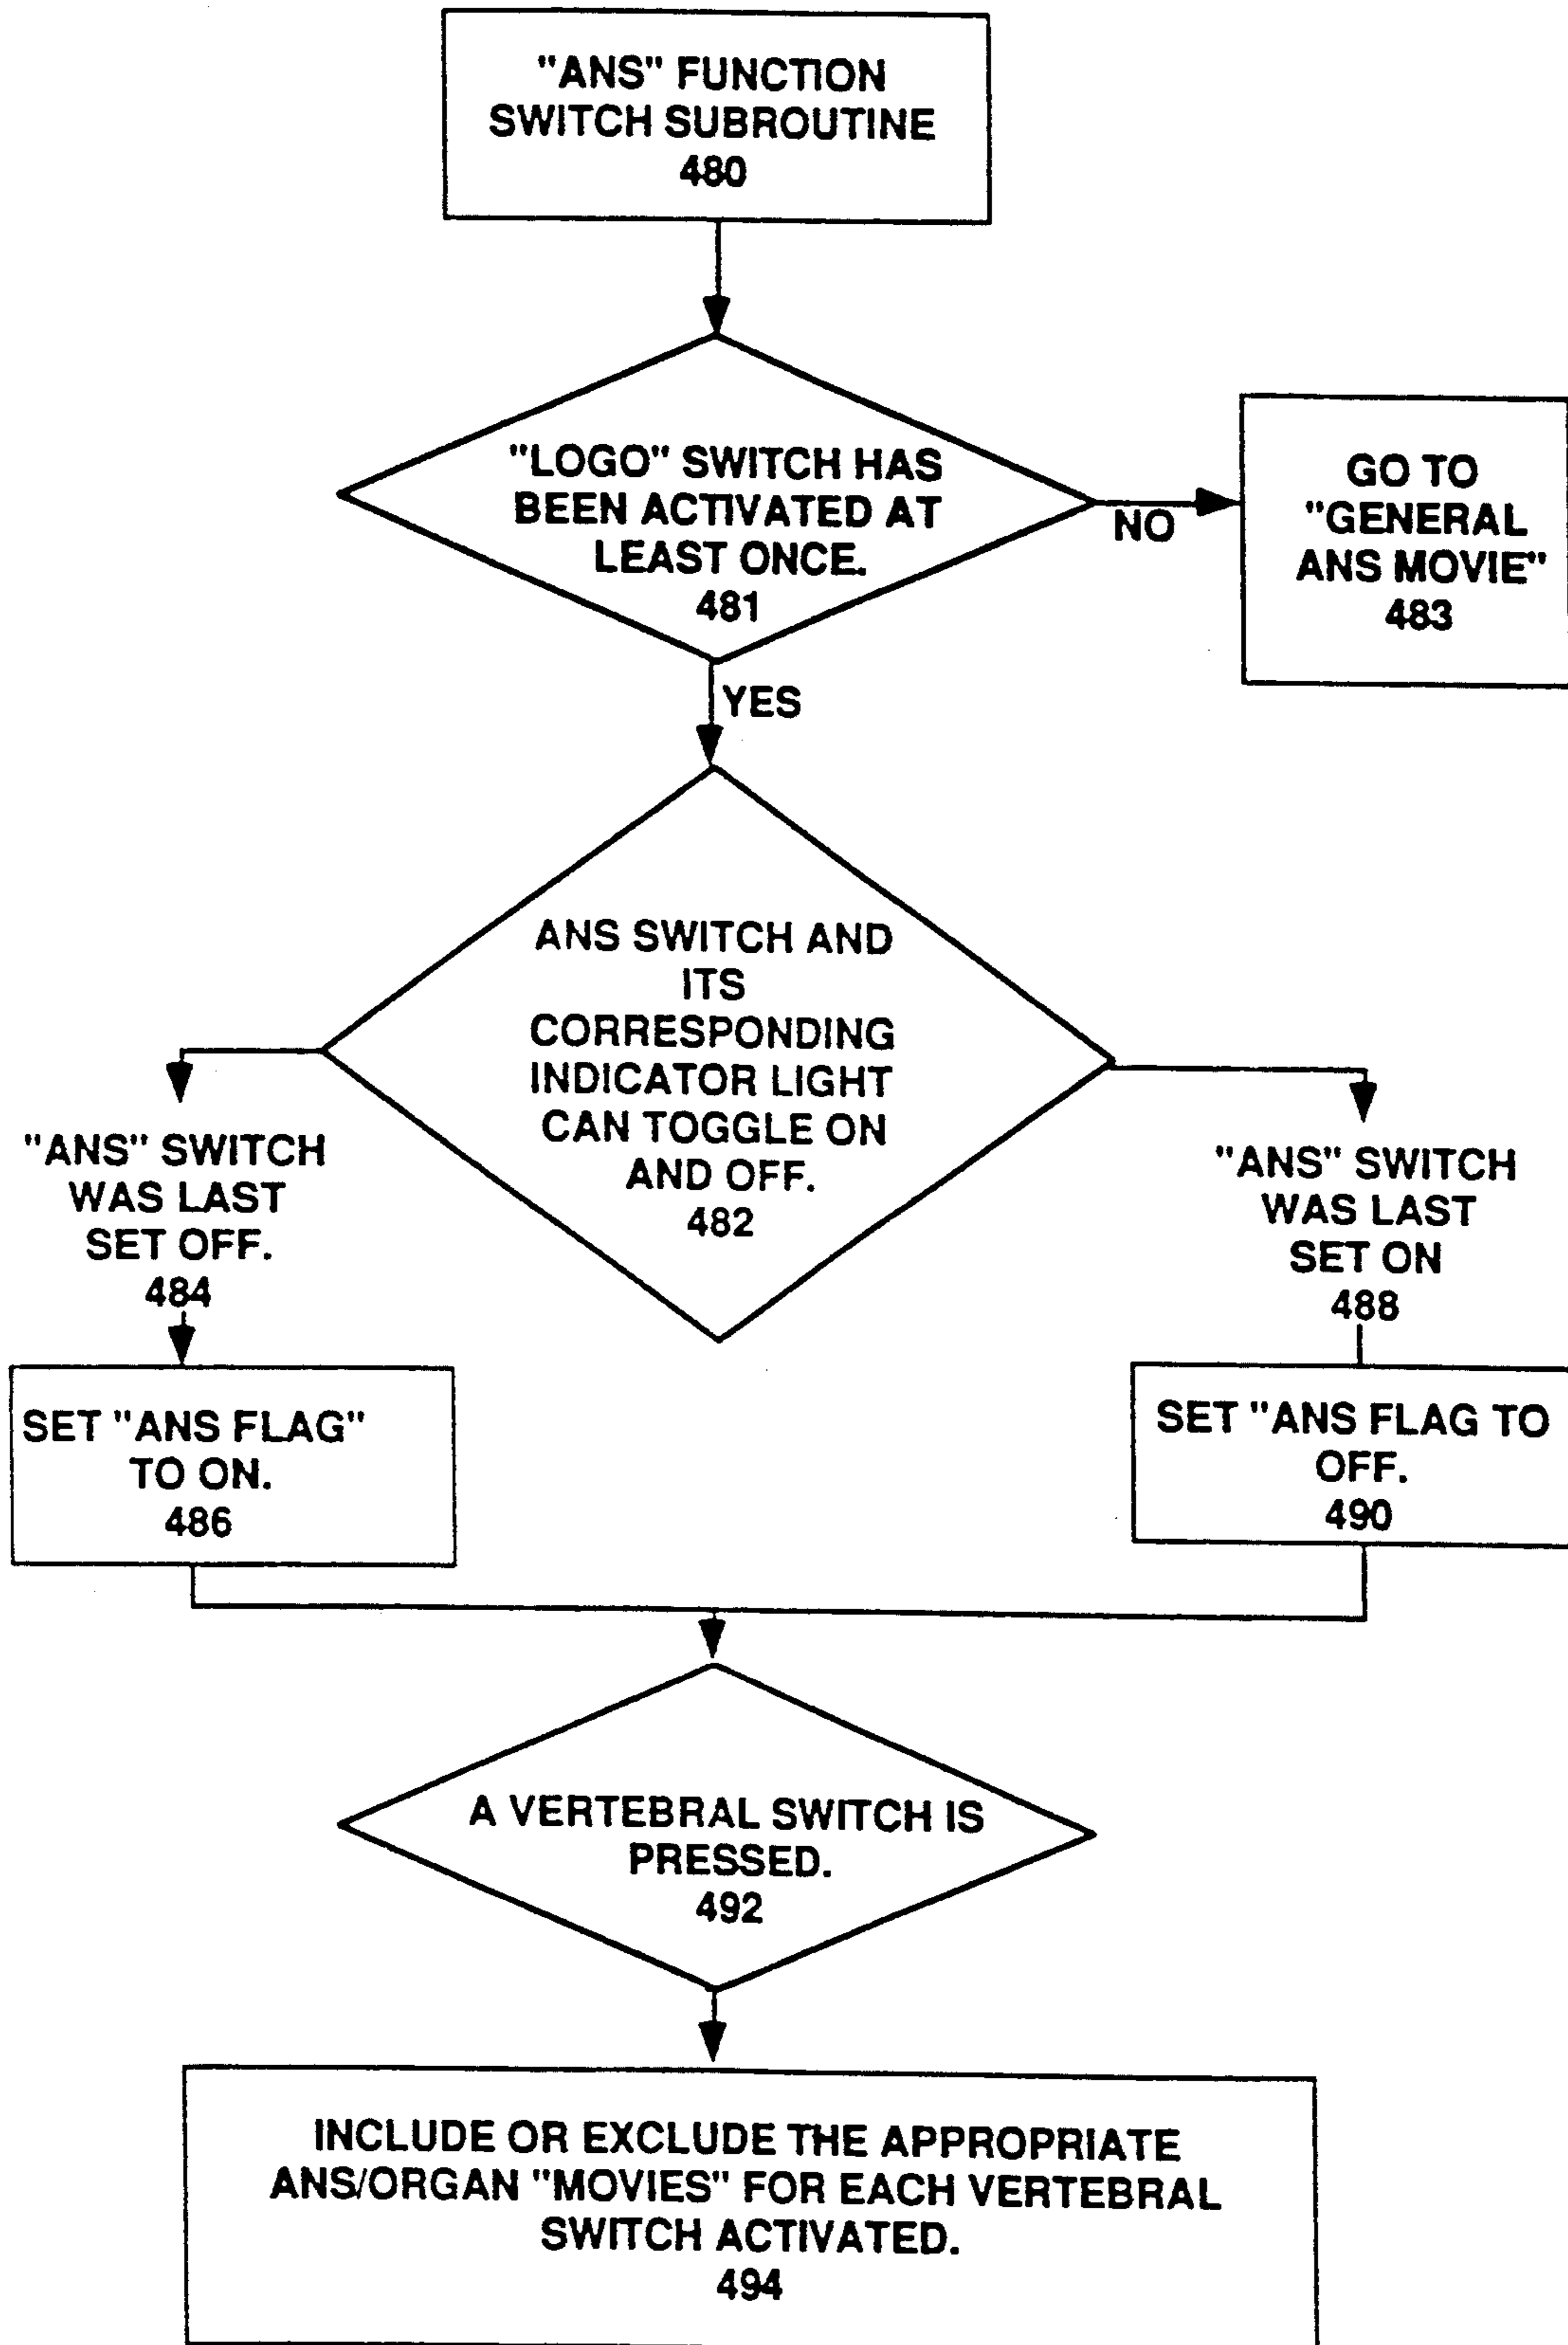 "ANS" FUNCTION
SWITCH SUBROUTINE
480
"LOGO" SWITCH HAS
BEEN ACTIVATED AT
LEAST ONCE.
481
NO
GO TO
"GENERAL
ANS MOVIE"
483
YES
ANS SWITCH AND
ITS
CORRESPONDING
INDICATOR LIGHT
CAN TOGGLE ON
AND OFF.
482
"ANS" SWITCH
WAS LAST
SET OFF.
484
"ANS" SWITCH
WAS LAST
SET ON
488
SET "ANS FLAG"
TO ON.
486
SET "ANS FLAG TO
OFF.
490
A VERTEBRAL SWITCH IS
PRESSED.
492
INCLUDE OR EXCLUDE THE APPROPRIATE
ANS/ORGAN "MOVIES" FOR EACH VERTEBRAL
SWITCH ACTIVATED.
494